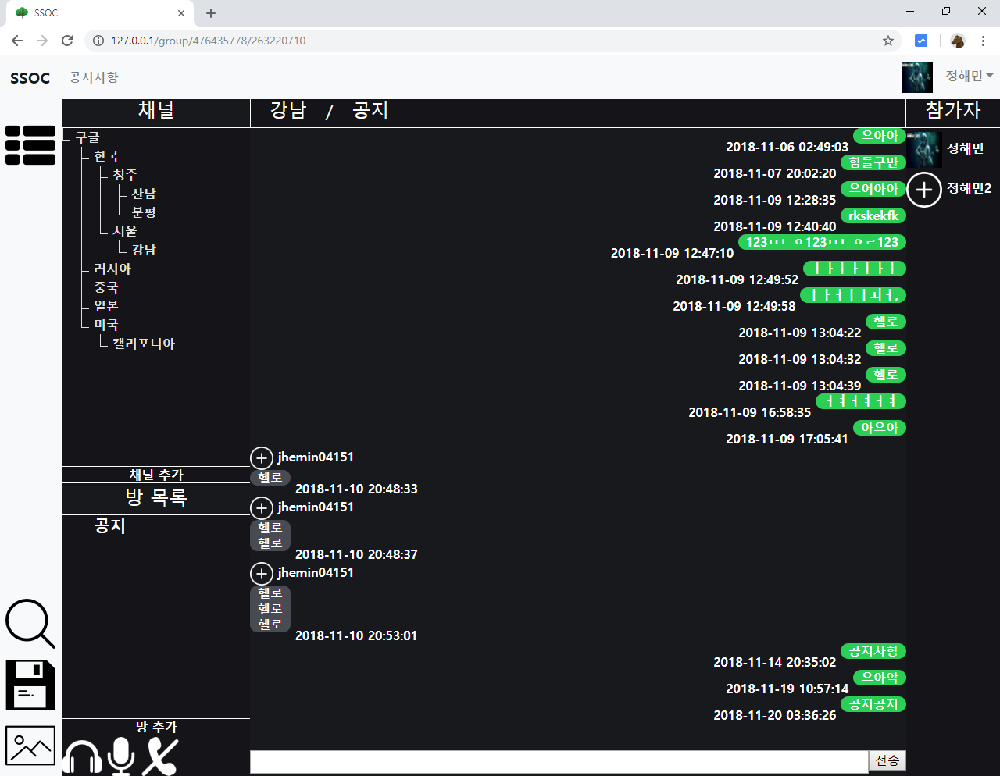 SSOC
127.0.0.1/group/476435778/263220710
SSOC 공지사항 정해민
채널 강남 / 공지 참가자
구글
한국
청주
산남
분평
서울
강남
러시아
중국
일본
미국
캘리포니아
채널 추가
방 목록
공지
방 추가
으아아
2018-11-06 02:49:03
힘들구만
2018-11-07 20:02:20
으어아아
2018-11-09 12:28:35
rkskekfk
2018-11-09 12:40:40
123ㅁㄴㅇ123ㅁㄴㅇㄹ123
2018-11-09 12:47:10
ㅣㅏㅣㅏㅣㅏㅣ
2018-11-09 12:49:52
ㅣㅏㅓㅣㅣㅘㅓ,
2018-11-09 12:49:58
헬로
2018-11-09 13:04:22
헬로
2018-11-09 13:04:32
헬로
2018-11-09 13:04:39
ㅕㅕㅕㅕㅕㅕ
2018-11-09 16:58:35
아으아
2018-11-09 17:05:41
jhemin04151
헬로
2018-11-10 20:48:33
jhemin04151
헬로
헬로
2018-11-10 20:48:37
jhemin04151
헬로
헬로
헬로
2018-11-10 20:53:01
공지사항
2018-11-14 20:35:02
으아악
2018-11-19 10:57:14
공지공지
2018-11-20 03:36:26
전송
정해민
정해민2